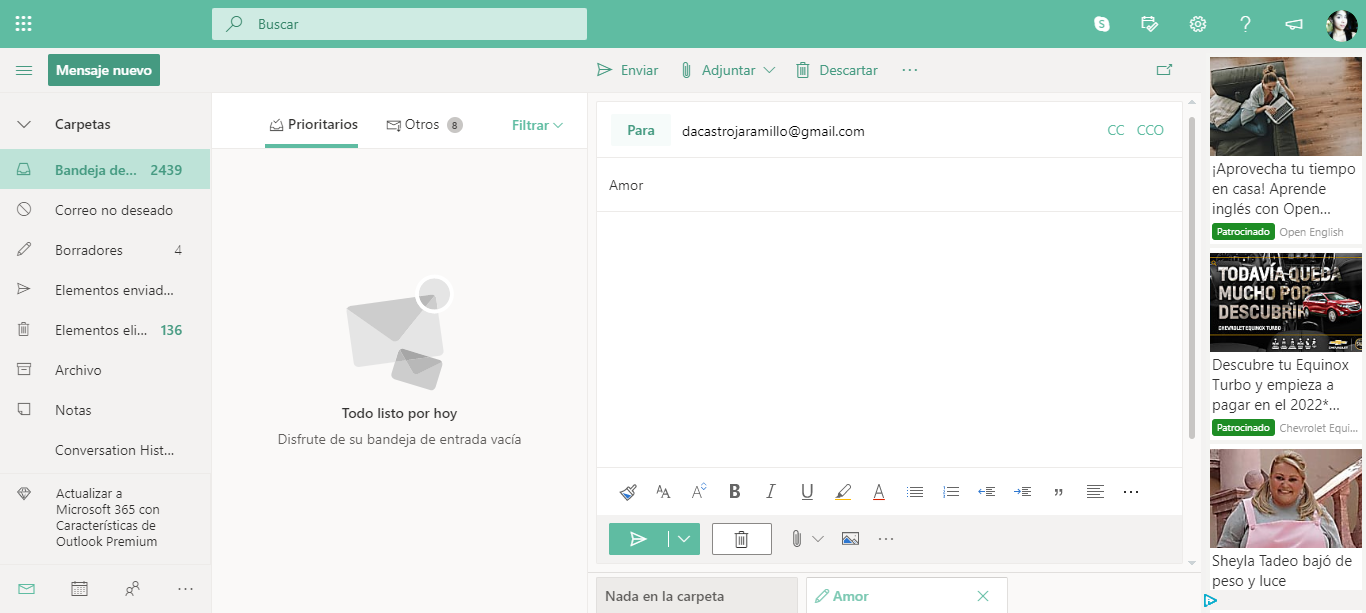 Buscar
Mensaje nuevo
Enviar
Adjuntar
Descartar
Carpetas
Bandeja de... 2439
Correo no deseado
Borradores 4
Elementos enviad...
Elementos eli... 136
Archivo
Notas
Conversation Hist...
Actualizar a
Microsoft 365 con
Características de
Outlook Premium
Prioritarios
Otros 8
Filtrar
Todo listo por hoy
Disfrute de su bandeja de entrada vacía
Para dacastrojaramillo@gmail.com CC CCO
Amor
Nada en la carpeta
Amor
¡Aprovecha tu tiempo
en casa! Aprende
inglés con Open...
Patrocinado Open English
TODAVÍA QUEDA
MUCHO POR
DESCUBRIR
CHEVROLET EQUINOX TURBO
Descubre tu Equinox
Turbo y empieza a
pagar en el 2022*...
Patrocinado Chevrolet Equi...
Sheyla Tadeo bajó de
peso y luce